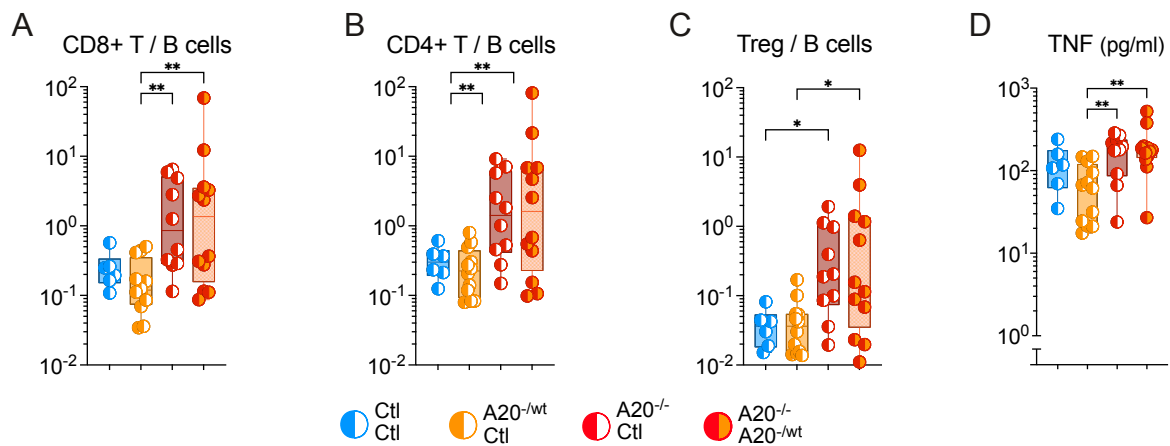 A
CD8+ T / B cells
**
**
10²
10¹
10⁰
10⁻¹
10⁻²
B
CD4+ T / B cells
**
**
10²
10¹
10⁰
10⁻¹
10⁻²
C
Treg / B cells
*
*
10²
10¹
10⁰
10⁻¹
10⁻²
D
TNF (pg/ml)
**
**
10³
10²
10¹
10⁰
Ctl
Ctl
A20⁻/ʷᵗ
Ctl
A20⁻/⁻
Ctl
A20⁻/⁻
A20⁻/ʷᵗ